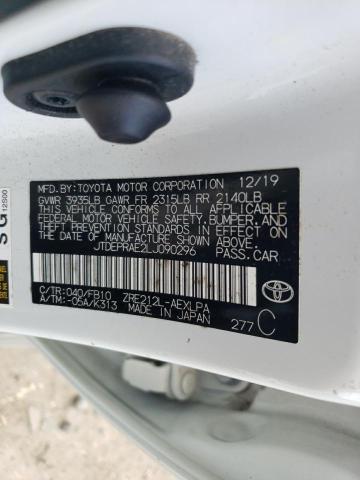 MFD.BY:TOYOTA MOTOR CORPORATION 12/19
GVWR 3935LB GAWR FR 2315LB RR 2140LB
THIS VEHICLE CONFORMS TO ALL APPLICABLE
FEDERAL MOTOR VEHICLE SAFETY,BUMPER, AND
THEFT PREVENTION STANDARDS IN EFFECT ON
THE DATE OF MANUFACTURE SHOWN ABOVE.
JTDEPRAE2LJ090296 PASS.CAR
C/TR:040/FB10 ZRE212L-AEXLPA
A/TM:-05A/K313 MADE IN JAPAN
277 C
SG
12S00